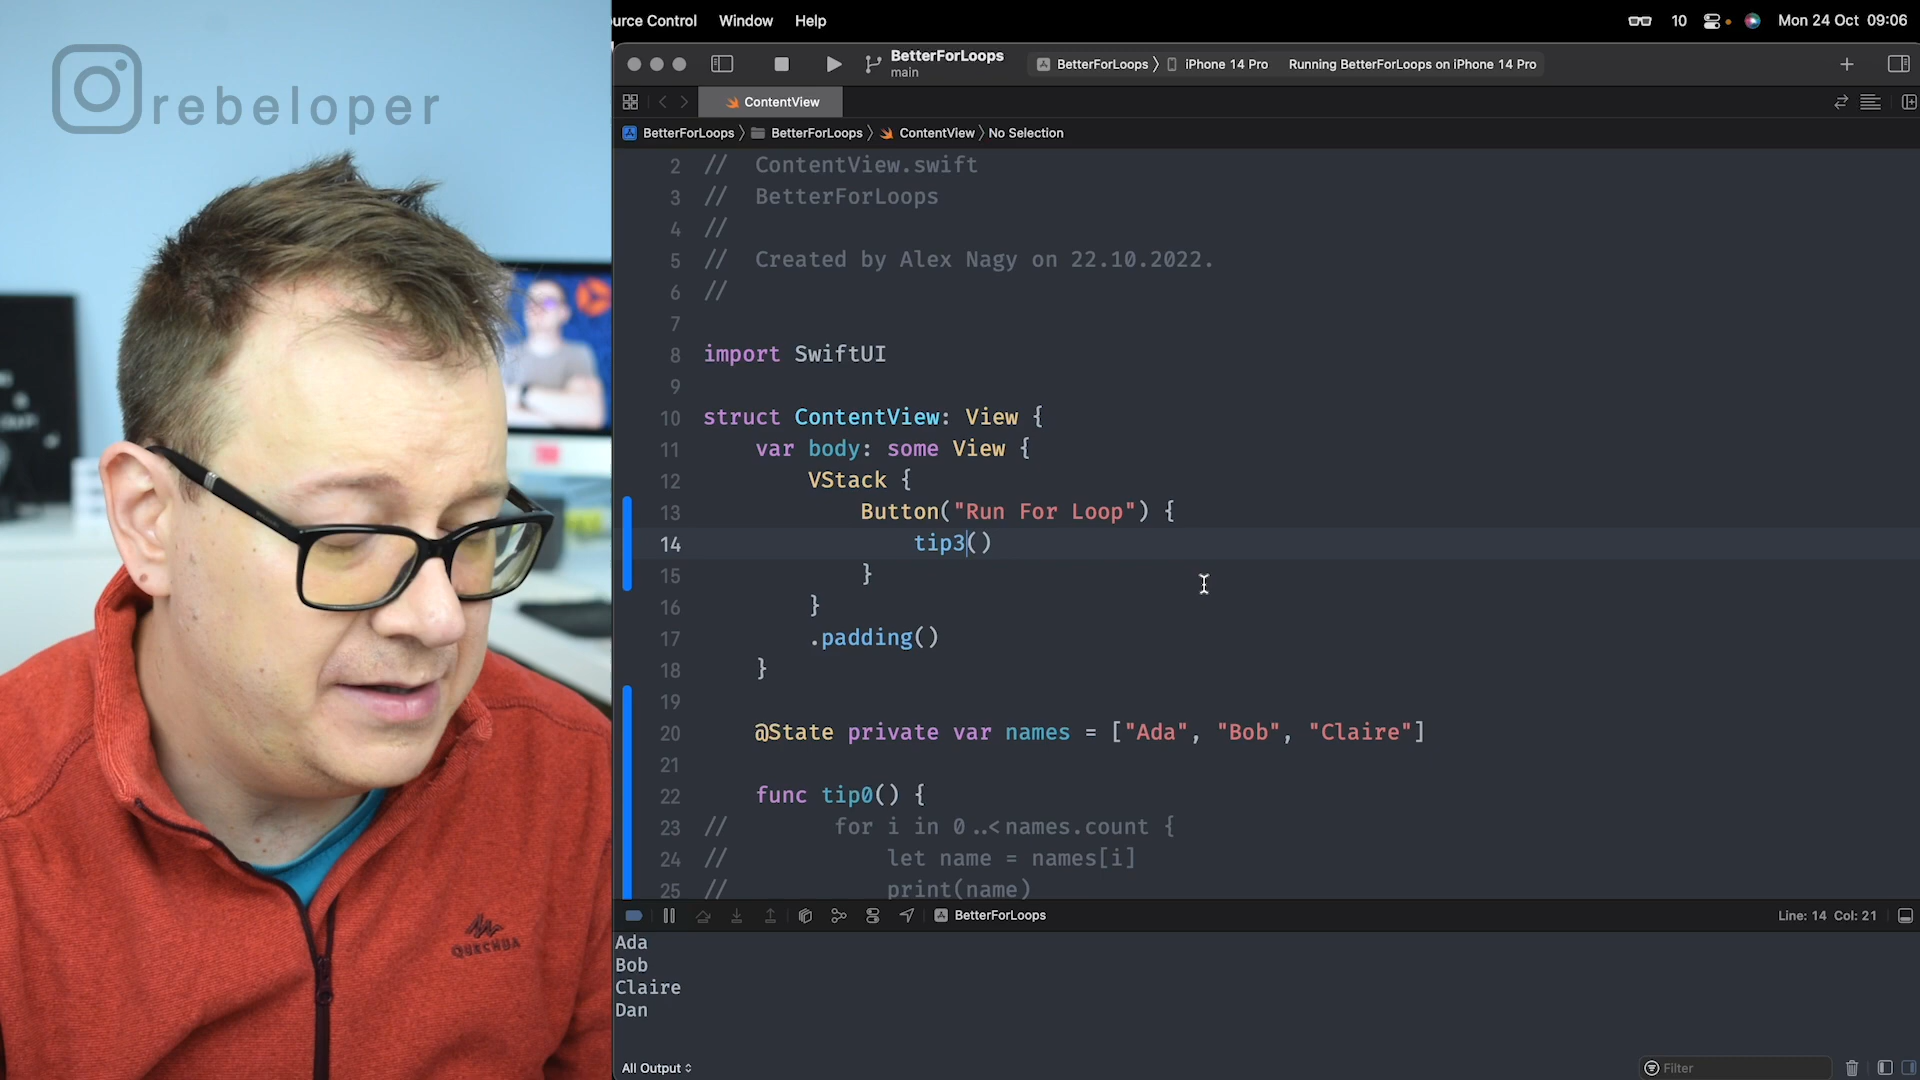 rebeloper
urce Control Window Help
10 Mon 24 Oct 09:06
BetterForLoops
main
BetterForLoops iPhone 14 Pro Running BetterForLoops on iPhone 14 Pro
ContentView
BetterForLoops BetterForLoops ContentView No Selection
2 // ContentView.swift
3 // BetterForLoops
4 //
5 // Created by Alex Nagy on 22.10.2022.
6 //
7
8 import SwiftUI
9
10 struct ContentView: View {
11 var body: some View {
12 VStack {
13 Button("Run For Loop") {
14 tip3()
15 }
16 }
17 .padding()
18 }
19
20 @State private var names = ["Ada", "Bob", "Claire"]
21
22 func tip0() {
23 // for i in 0..<names.count {
24 // let name = names[i]
25 // print(name)
BetterForLoops Line: 14 Col: 21
Ada
Bob
Claire
Dan
All Output Filter
QUECHUA